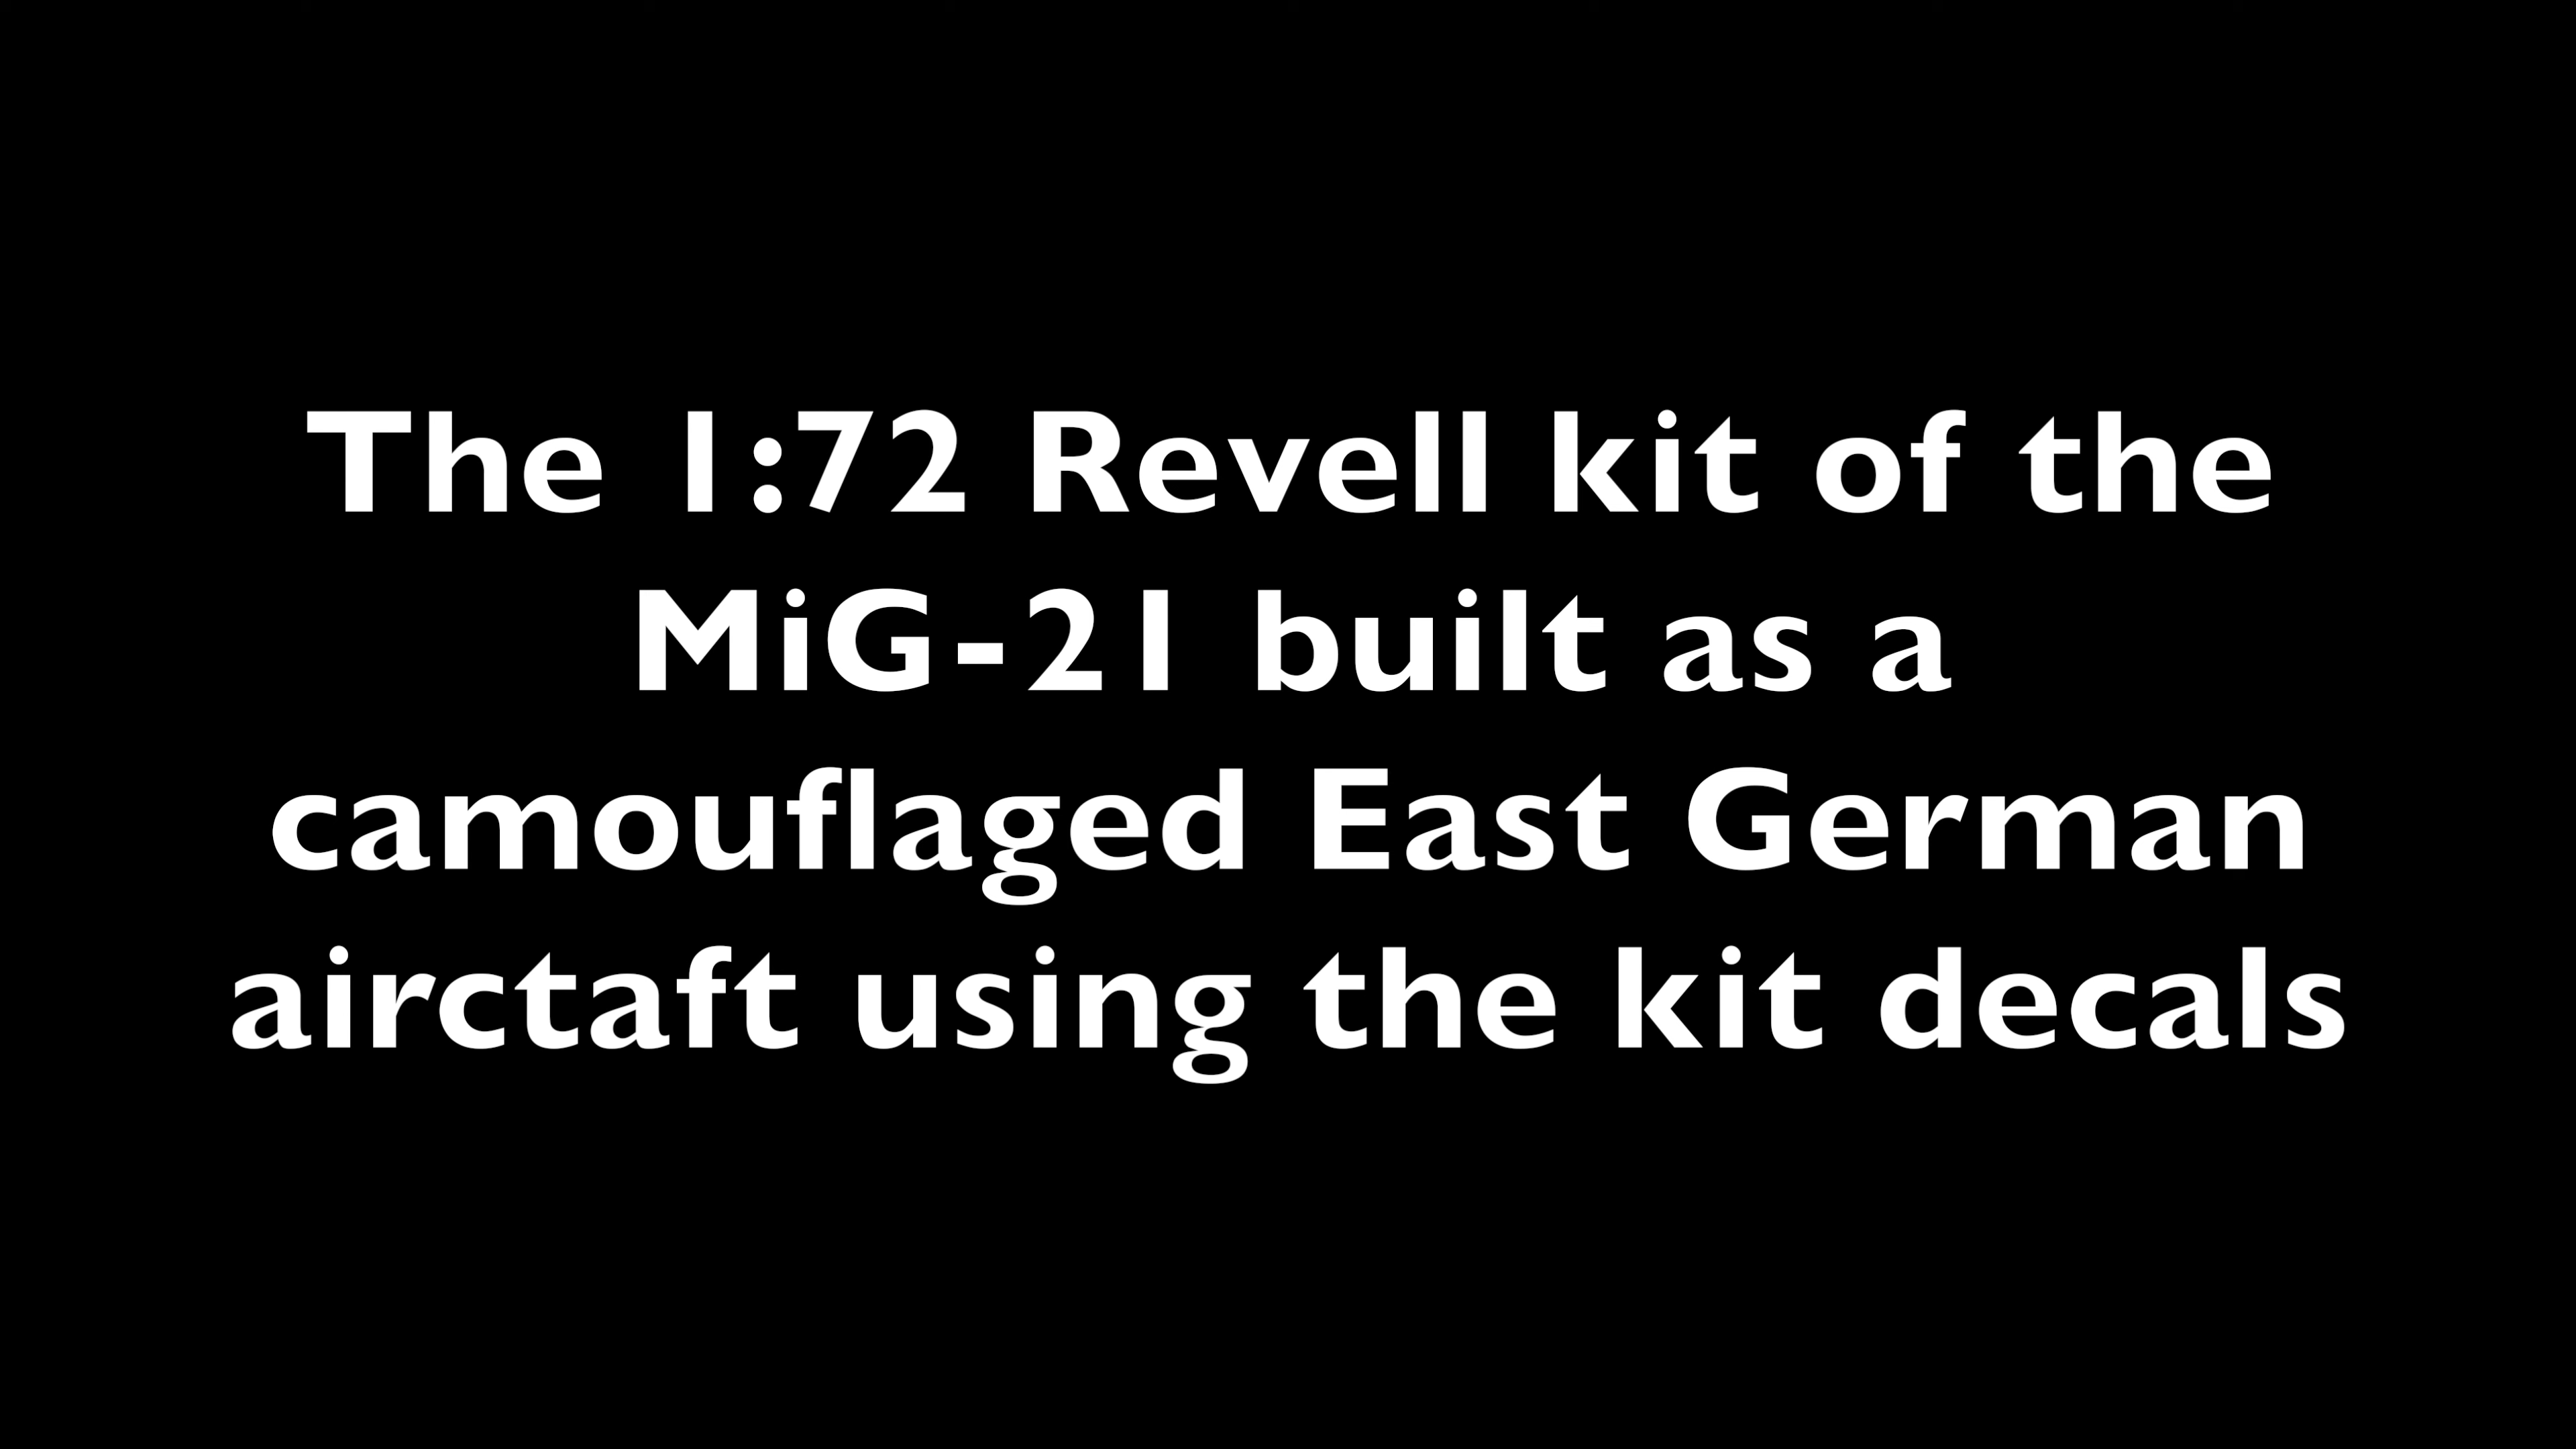 The 1:72 Revell kit of the
MiG-21 built as a
camouflaged East German
airctaft using the kit decals